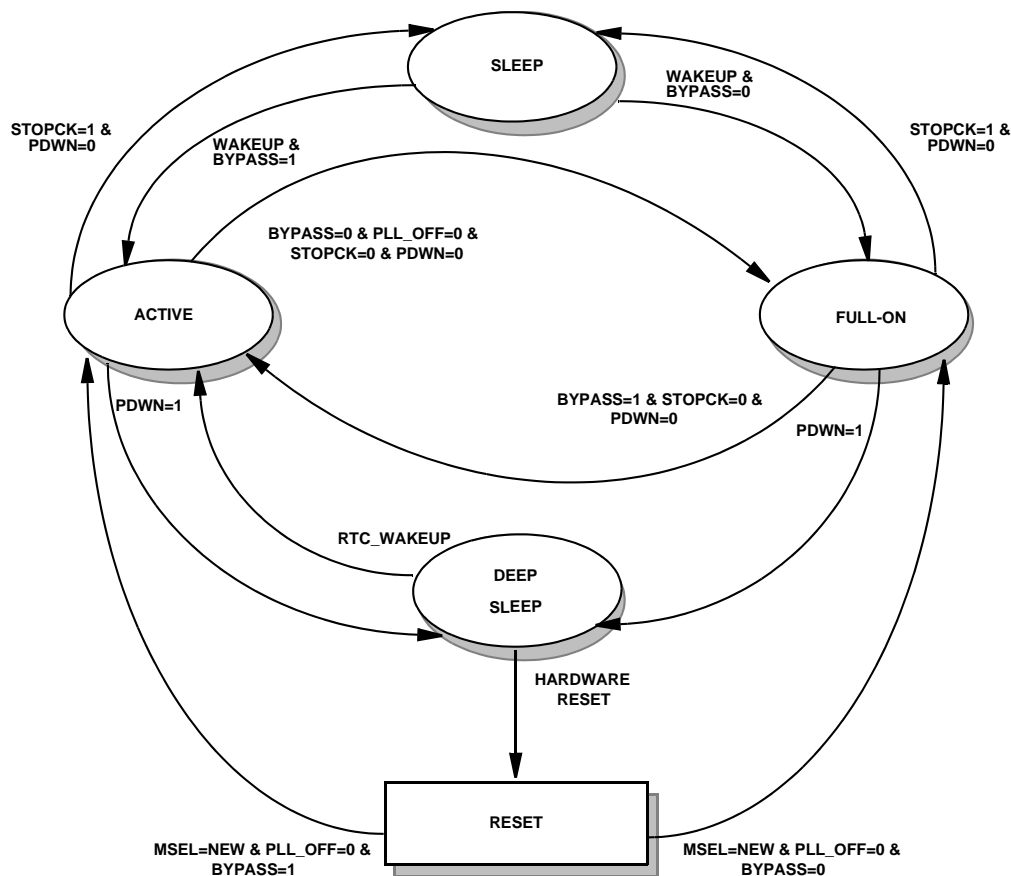 SLEEP
WAKEUP &
BYPASS=0
STOPCK=1 &
PDWN=0
STOPCK=1 &
PDWN=0
WAKEUP &
BYPASS=1
BYPASS=0 & PLL_OFF=0 &
STOPCK=0 & PDWN=0
ACTIVE
FULL-ON
PDWN=1
BYPASS=1 & STOPCK=0 &
PDWN=0
PDWN=1
RTC_WAKEUP
DEEP
SLEEP
HARDWARE
RESET
RESET
MSEL=NEW & PLL_OFF=0 &
BYPASS=1
MSEL=NEW & PLL_OFF=0 &
BYPASS=0